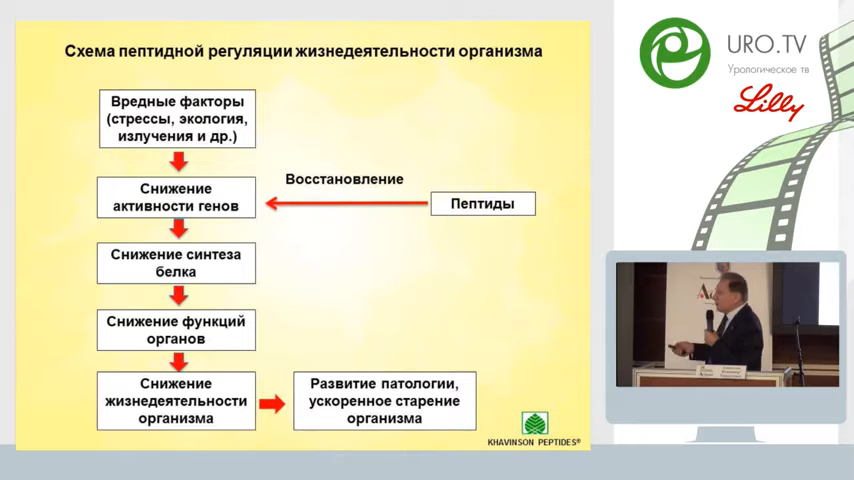 Схема пептидной регуляции жизнедеятельности организма
Вредные факторы
(стрессы, экология,
излучения и др.)
Снижение
активности генов
Восстановление
Пептиды
Снижение синтеза
белка
Снижение функций
органов
Снижение
жизнедеятельности
организма
Развитие патологии,
ускоренное старение
организма
KHAVINSON PEPTIDES®
URO.TV
Урологическое тв
Lilly